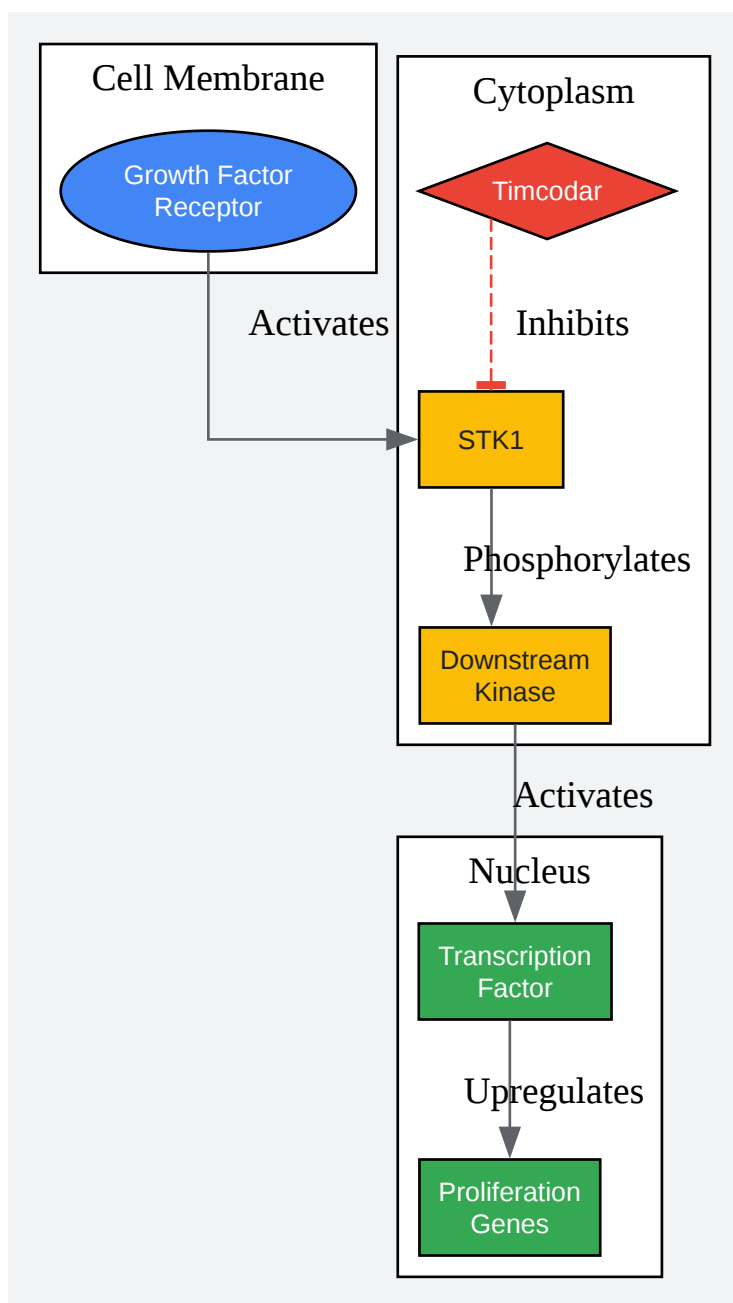 Cell Membrane
Growth Factor
Receptor
Cytoplasm
Timcodar
Activates
Inhibits
STK1
Phosphorylates
Downstream
Kinase
Activates
Nucleus
Transcription
Factor
Upregulates
Proliferation
Genes